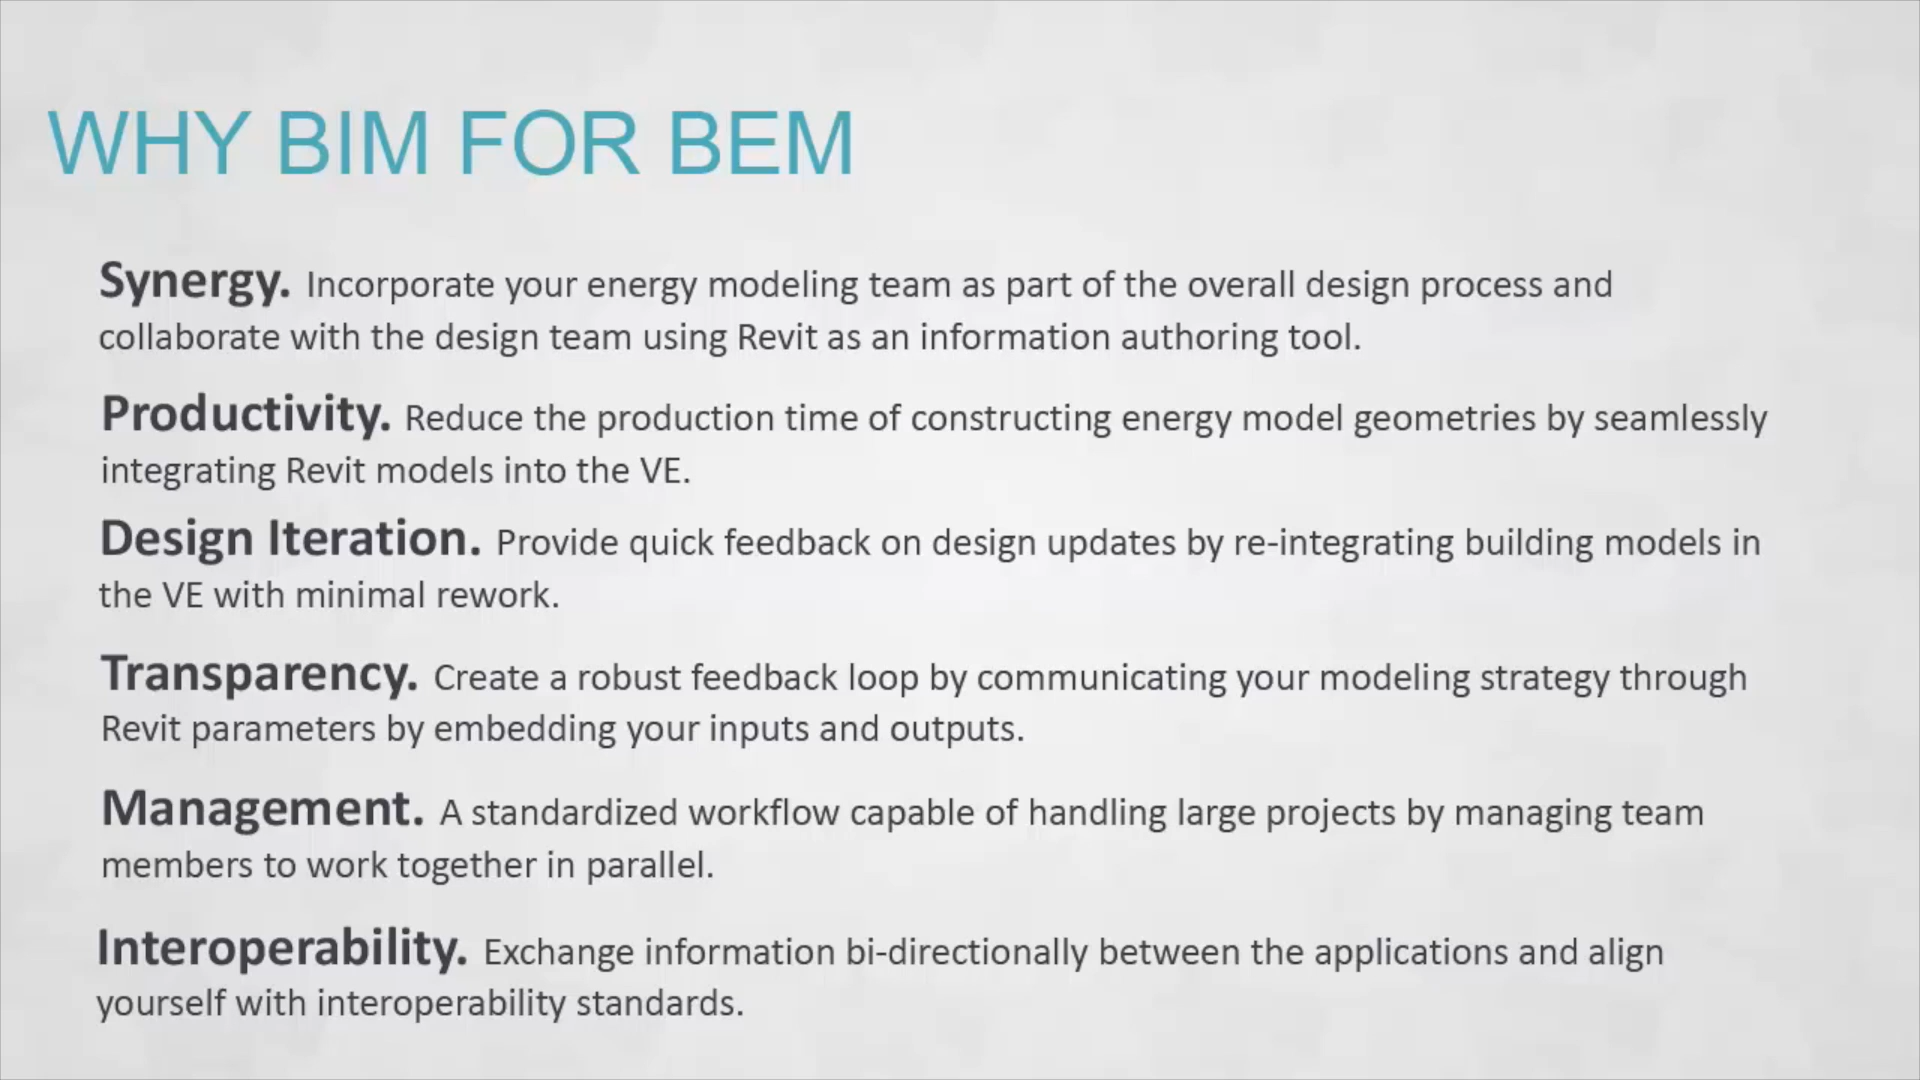 WHY BIM FOR BEM
Synergy. Incorporate your energy modeling team as part of the overall design process and
collaborate with the design team using Revit as an information authoring tool.
Productivity. Reduce the production time of constructing energy model geometries by seamlessly
integrating Revit models into the VE.
Design Iteration. Provide quick feedback on design updates by re-integrating building models in
the VE with minimal rework.
Transparency. Create a robust feedback loop by communicating your modeling strategy through
Revit parameters by embedding your inputs and outputs.
Management. A standardized workflow capable of handling large projects by managing team
members to work together in parallel.
Interoperability. Exchange information bi-directionally between the applications and align
yourself with interoperability standards.